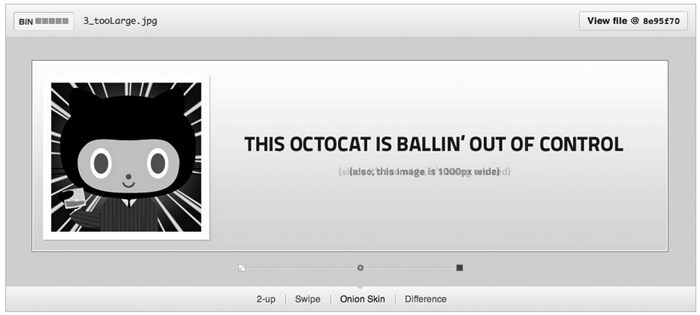 BIN 3_tooLarge.jpg View file @ 8e95f70
THIS OCTOCAT IS BALLIN' OUT OF CONTROL
(also, this image is 1000px wide)
2-up Swipe Onion Skin Difference